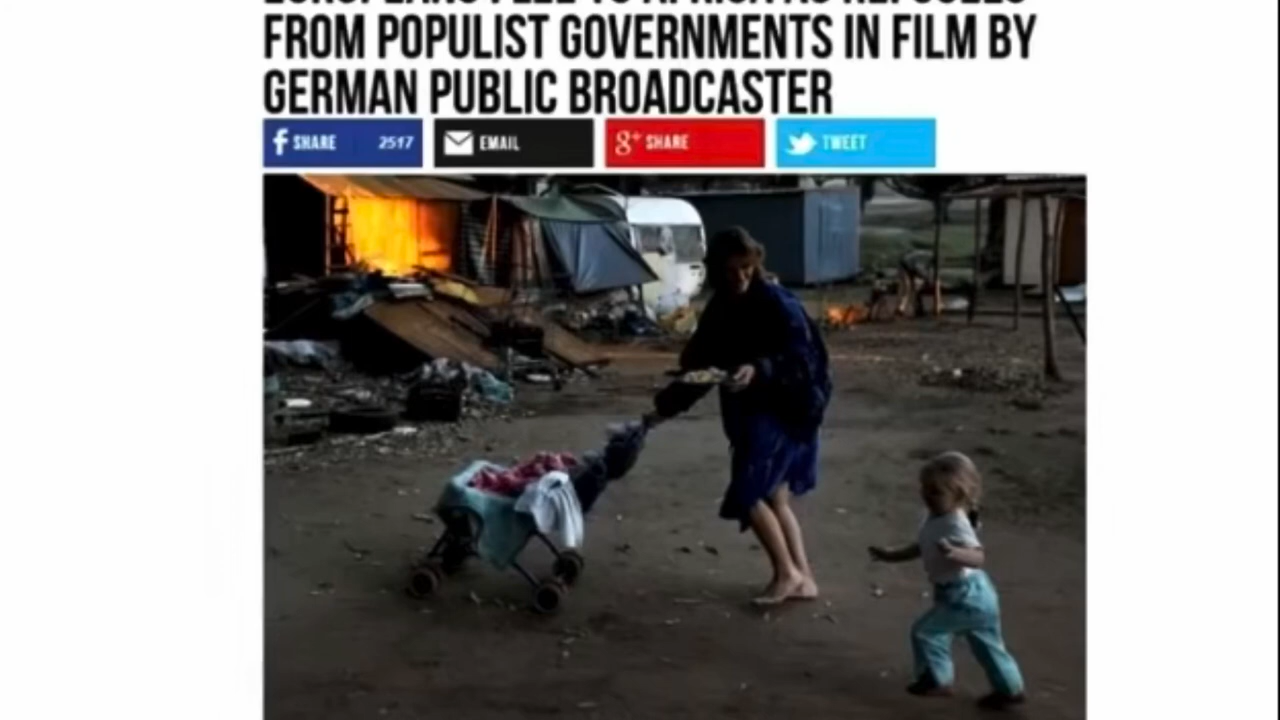 FROM POPULIST GOVERNMENTS IN FILM BY
GERMAN PUBLIC BROADCASTER
f SHARE 2517 EMAIL g+ SHARE TWEET